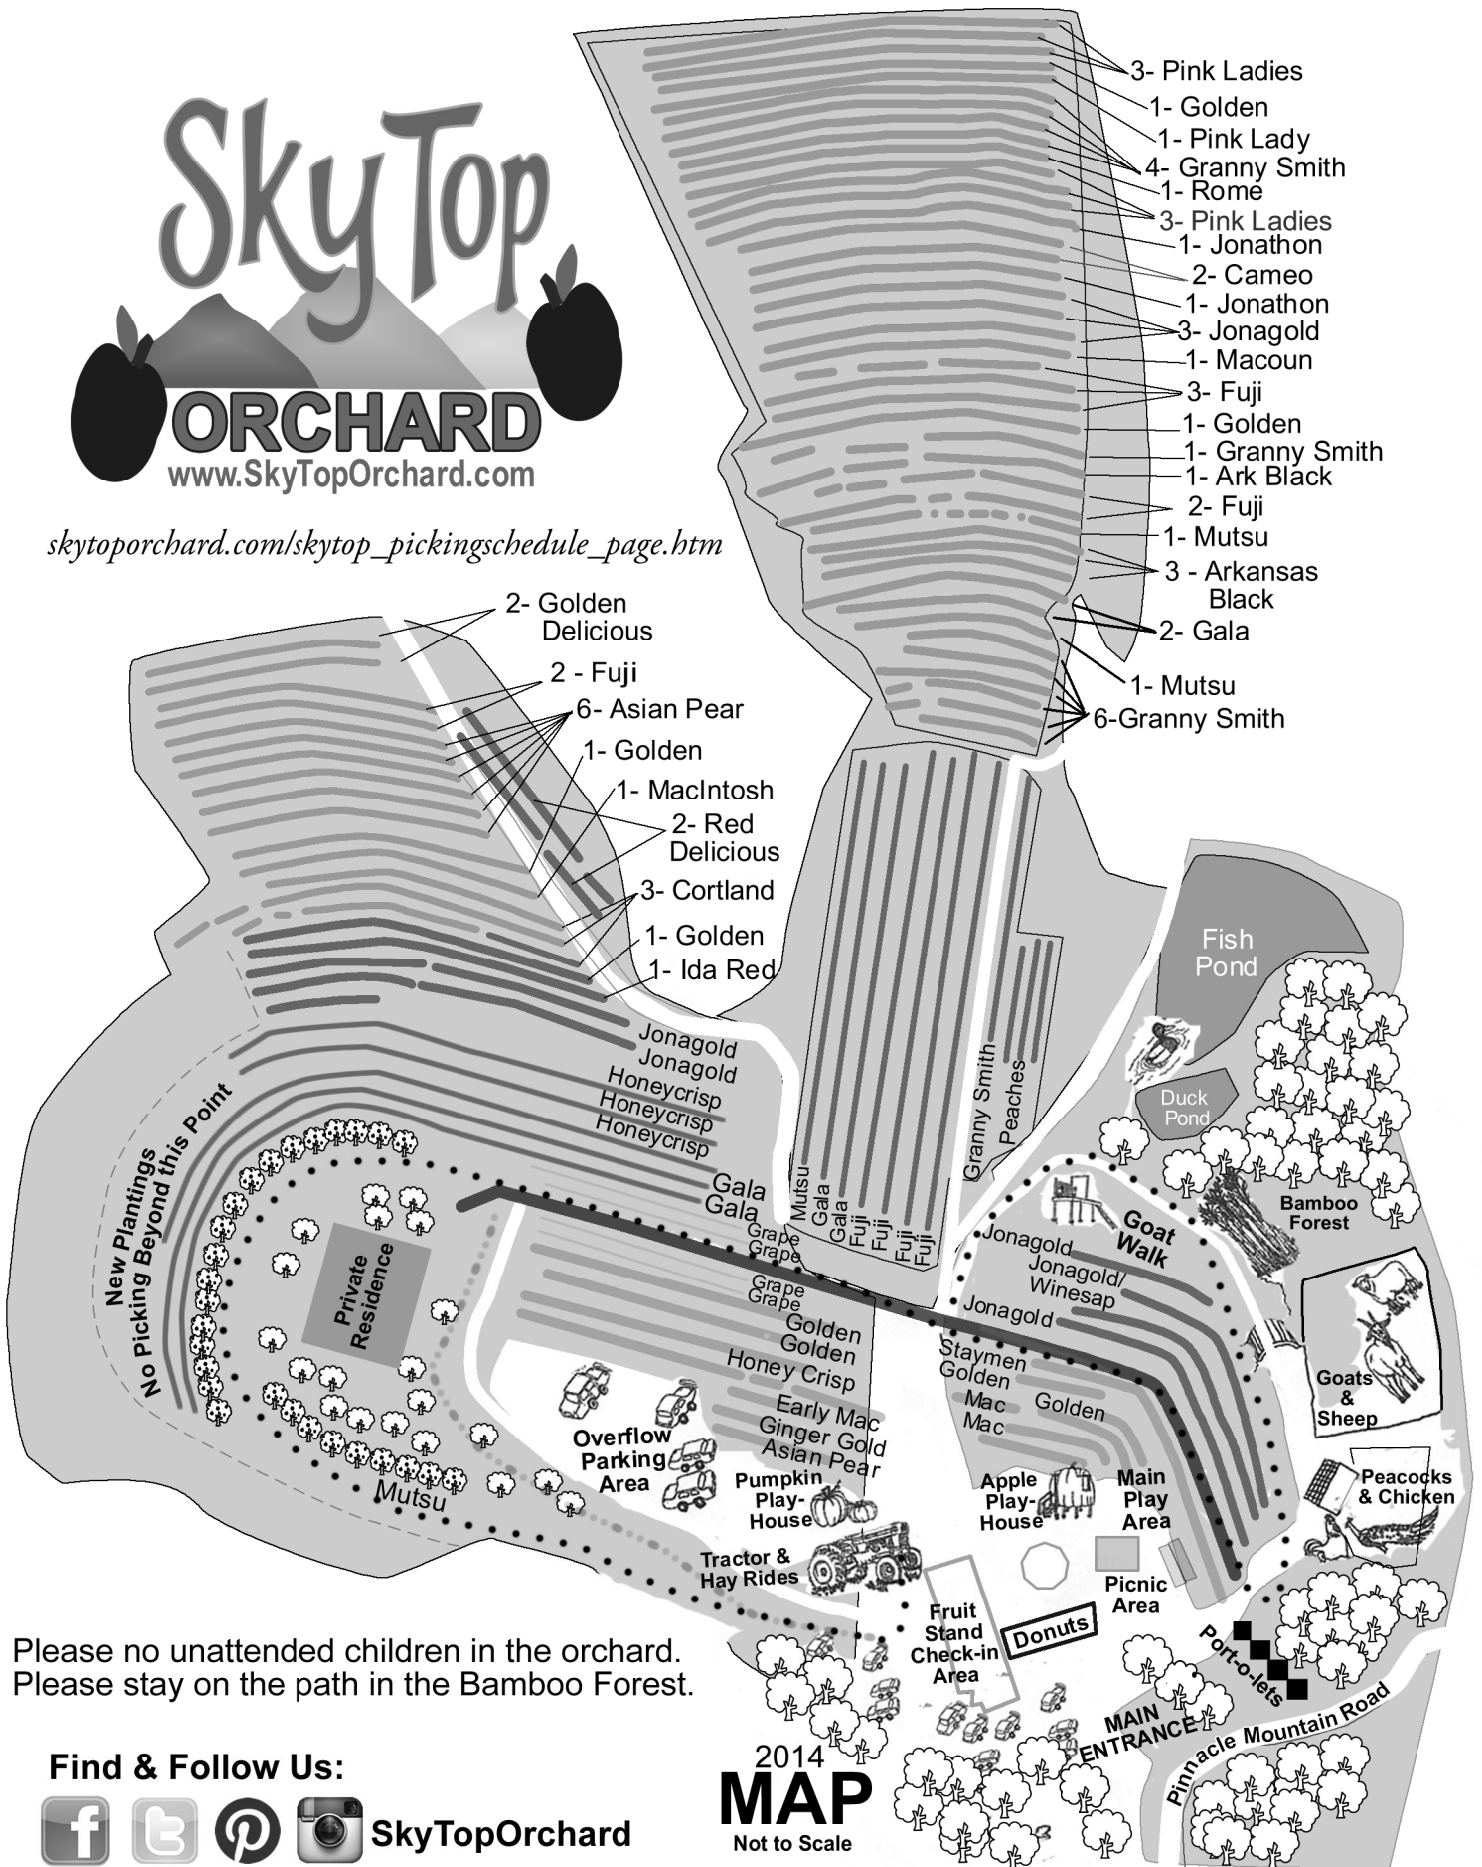 3- Pink Ladies
1- Golden
1- Pink Lady
4- Granny Smith
1- Rome
3- Pink Ladies
1- Jonathon
2- Cameo
1- Jonathon
3- Jonagold
1- Macoun
3- Fuji
1- Golden
1- Granny Smith
1- Ark Black
2- Fuji
1- Mutsu
3 - Arkansas
Black
2- Gala
1- Mutsu
6-Granny Smith
SkyTop
ORCHARD
www.SkyTopOrchard.com
skytoporchard.com/skytop_pickingschedule_page.htm
2- Golden
Delicious
2 - Fuji
6- Asian Pear
1- Golden
1- MacIntosh
2- Red
Delicious
3- Cortland
1- Golden
1- Ida Red
Jonagold
Jonagold
Honeycrisp
Honeycrisp
Honeycrisp
Gala
Gala
Grape
Grape
Grape
Grape
Golden
Golden
Honey Crisp
Early Mac
Ginger Gold
Asian Pear
Mutsu
Gala
Gala
Fuji
Fuji
Fuji
Fuji
Granny Smith
Peaches
Fish
Pond
Duck
Pond
Bamboo
Forest
Goat
Walk
Jonagold
Jonagold/
Winesap
Jonagold
Staymen
Golden
Mac
Mac
Golden
Goats
&
Sheep
Peacocks
& Chicken
New Plantings
No Picking Beyond this Point
Private
Residence
Mutsu
Overflow
Parking
Area
Pumpkin
Play-
House
Tractor &
Hay Rides
Apple
Play-
House
Main
Play
Area
Picnic
Area
Fruit
Stand
Check-in
Area
Donuts
Port-o-lets
MAIN
ENTRANCE
Pinnacle Mountain Road
Please no unattended children in the orchard.
Please stay on the path in the Bamboo Forest.
Find & Follow Us:
SkyTopOrchard
2014
MAP
Not to Scale